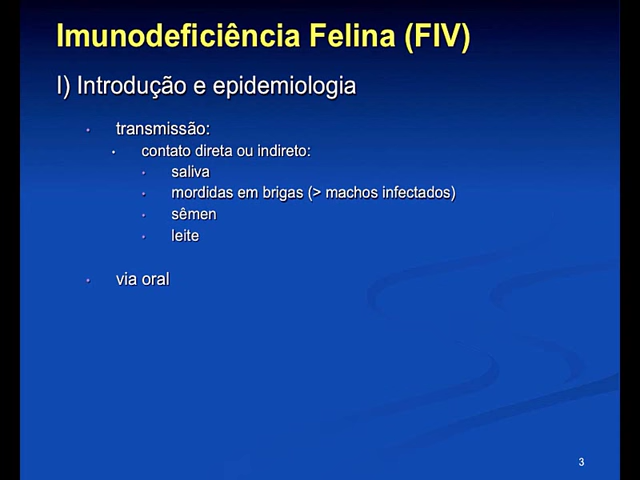 Imunodeficiência Felina (FIV)
I) Introdução e epidemiologia
• transmissão:
• contato direta ou indireto:
• saliva
• mordidas em brigas (> machos infectados)
• sêmen
• leite
• via oral
3